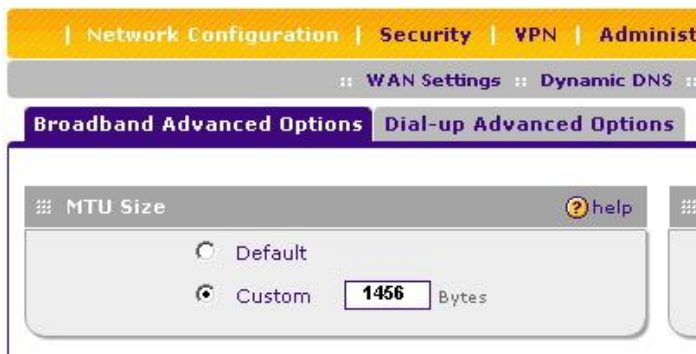 | Network Configuration | Security | VPN |
:: WAN Settings :: Dynamic DNS ::
Broadband Advanced Options Dial-up Advanced Options
MTU Size ? help
Default
Custom 1456 Bytes